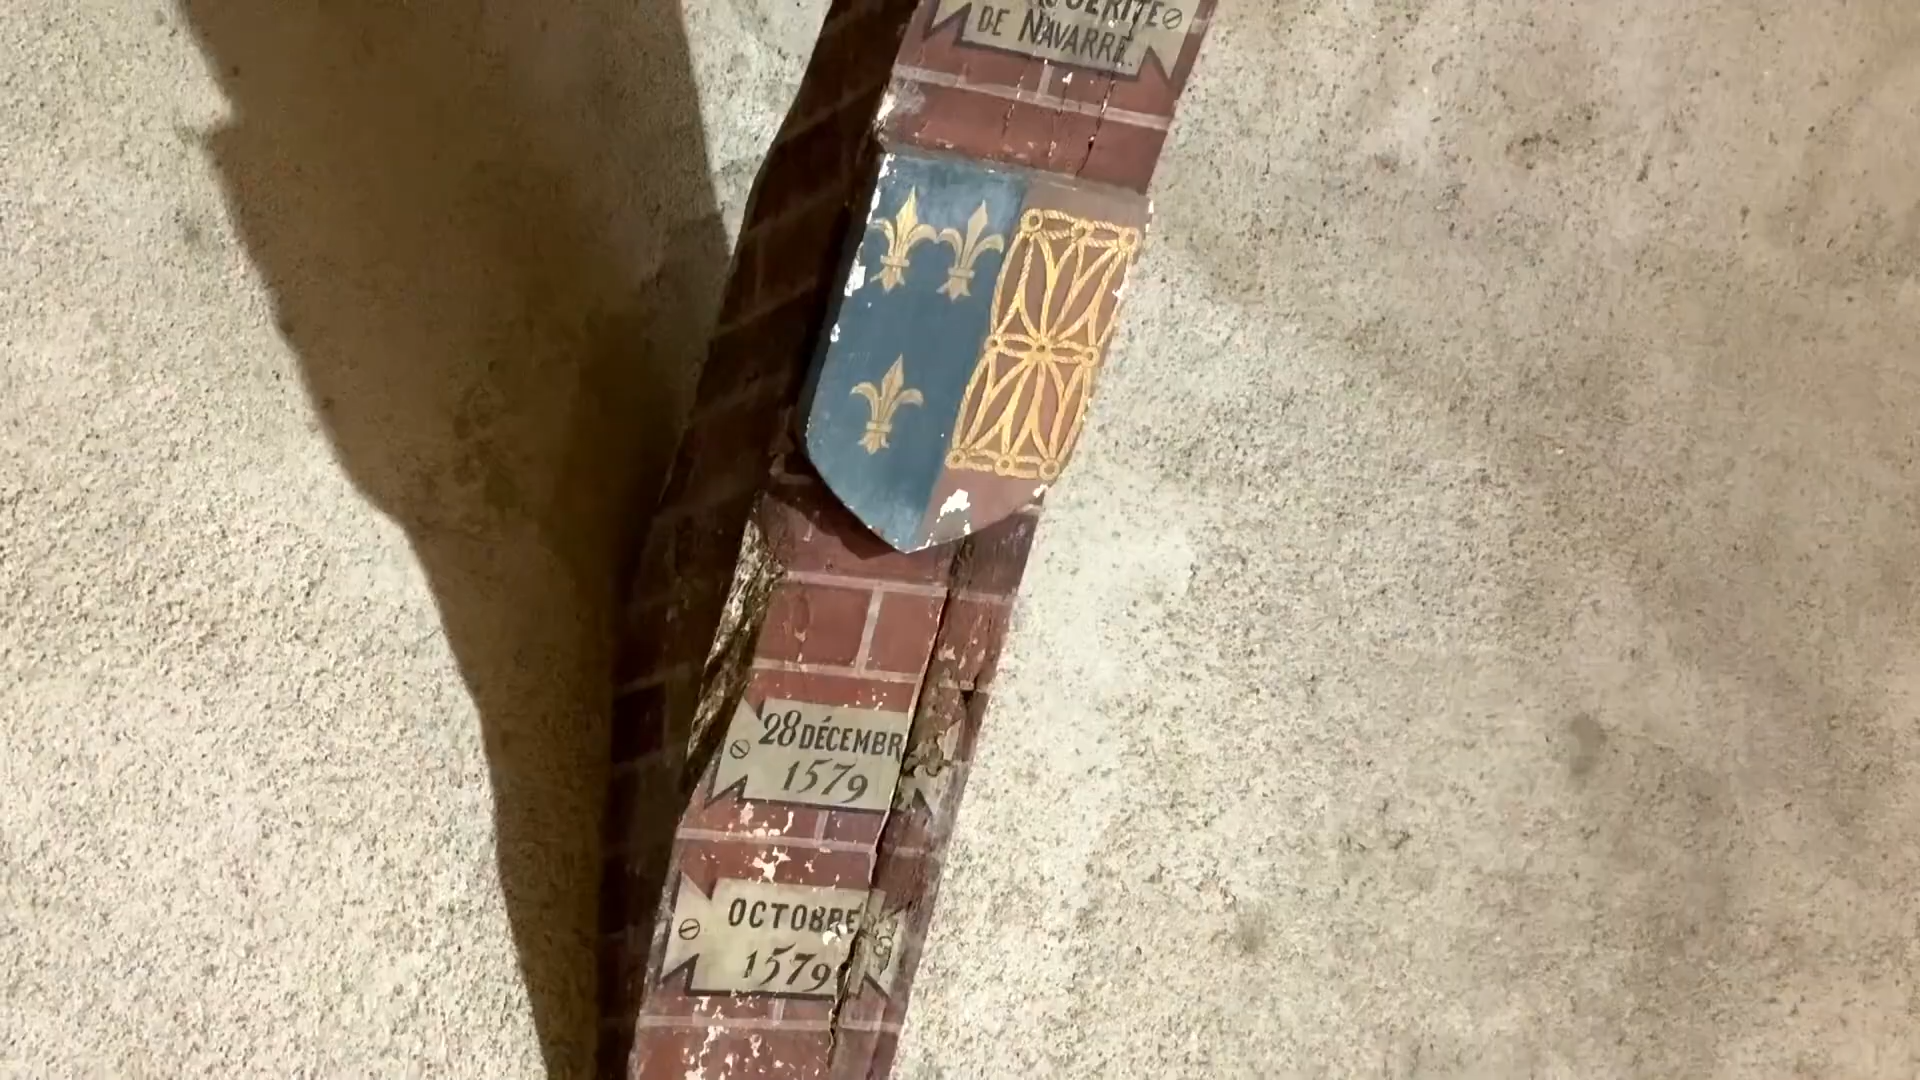 DE NAVARRE.
28 DÉCEMBR
1579
OCTOBRE
1579